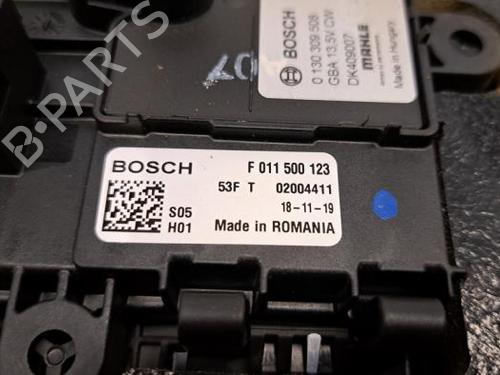 BOSCH
0 130 309 508
GBA 13,5V CW
DK409007
MAHLE
Made in Hungary
BOSCH F 011 500 123
53F T 02004411
18-11-19
S05
H01 Made in ROMANIA
B-PARTS